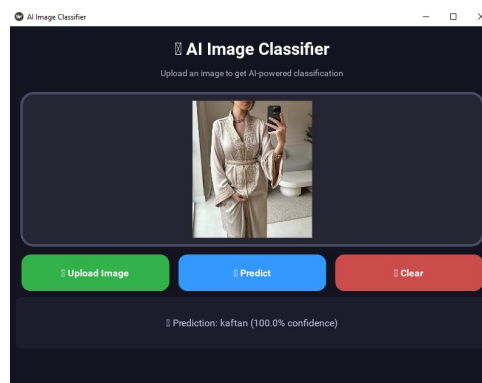 AI Image Classifier
AI Image Classifier
Upload an image to get AI-powered classification
Upload Image
Predict
Clear
Prediction: kaftan (100.0% confidence)